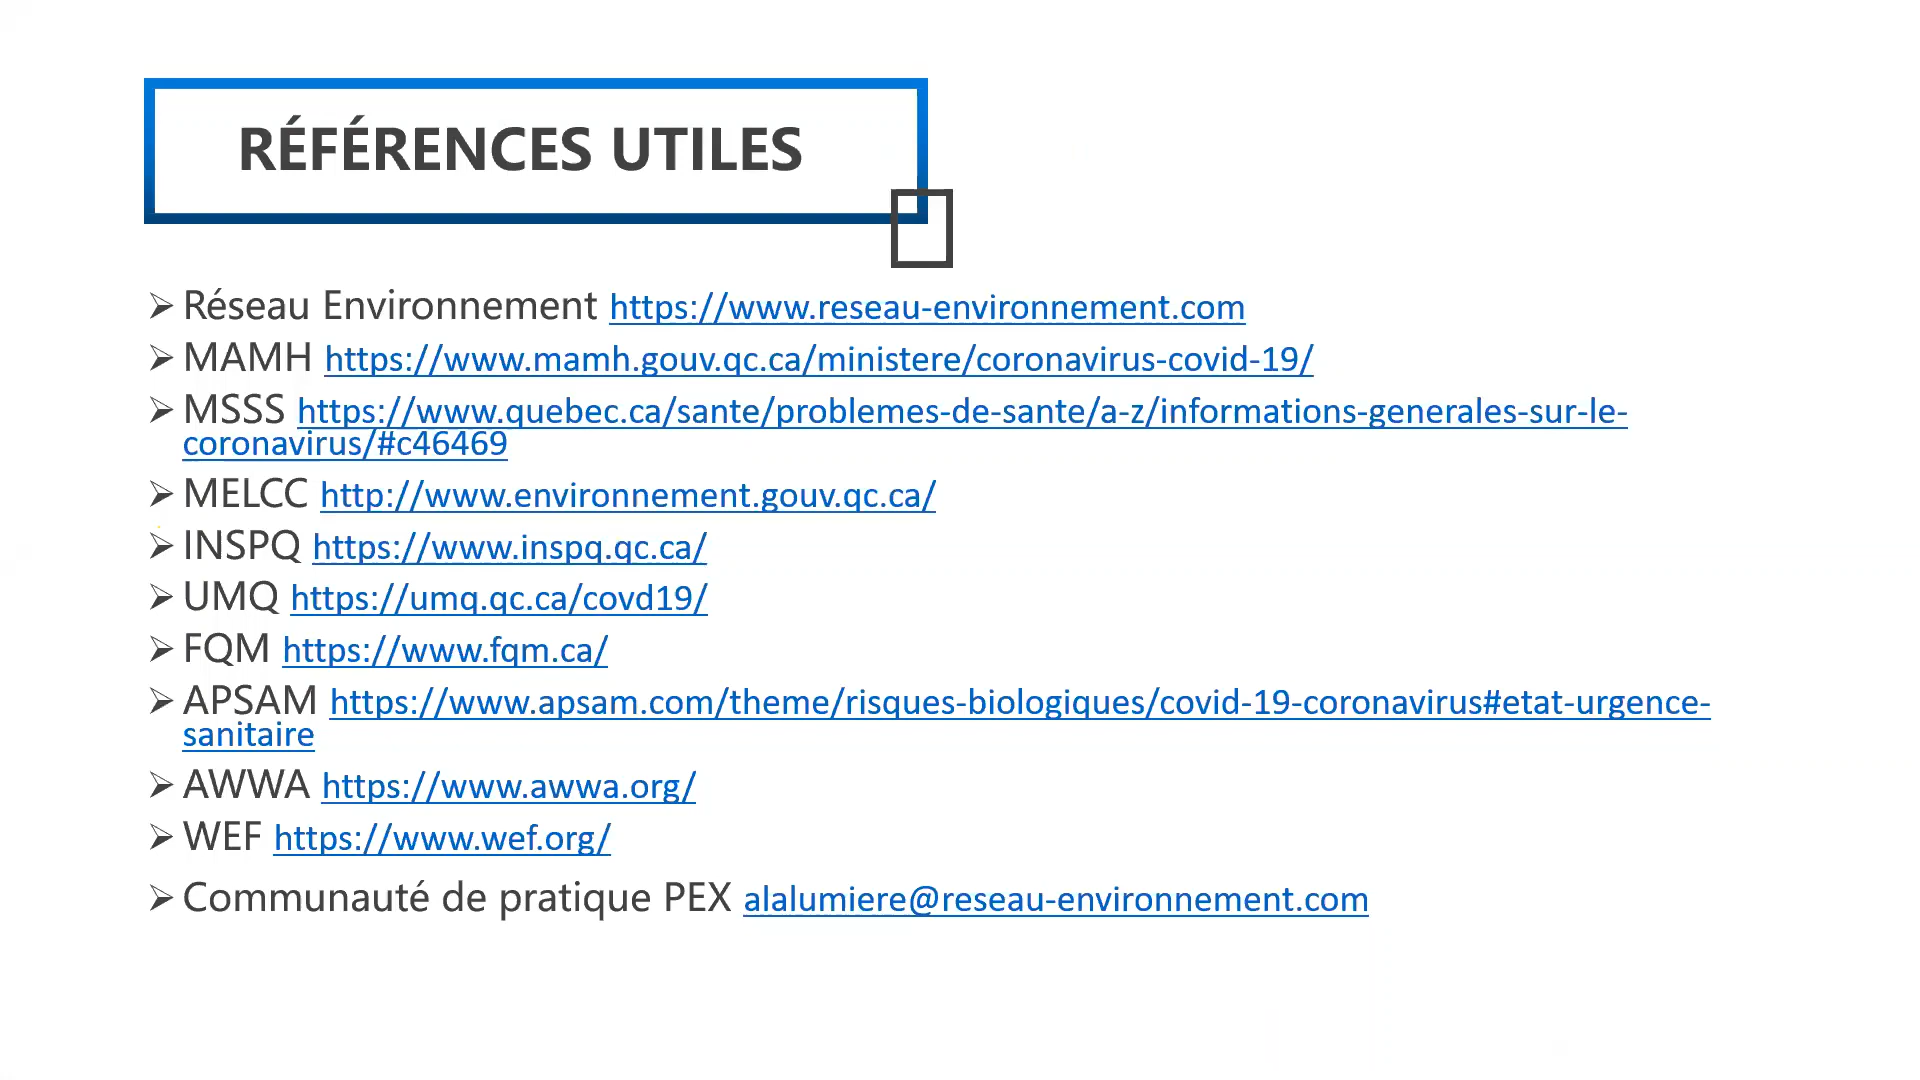 RÉFÉRENCES UTILES
Réseau Environnement https://www.reseau-environnement.com
MAMH https://www.mamh.gouv.qc.ca/ministere/coronavirus-covid-19/
MSSS https://www.quebec.ca/sante/problemes-de-sante/a-z/informations-generales-sur-le-
coronavirus/#c46469
MELCC http://www.environnement.gouv.qc.ca/
INSPQ https://www.inspq.qc.ca/
UMQ https://umq.qc.ca/covd19/
FQM https://www.fqm.ca/
APSAM https://www.apsam.com/theme/risques-biologiques/covid-19-coronavirus#etat-urgence-
sanitaire
AWWA https://www.awwa.org/
WEF https://www.wef.org/
Communauté de pratique PEX alalumiere@reseau-environnement.com